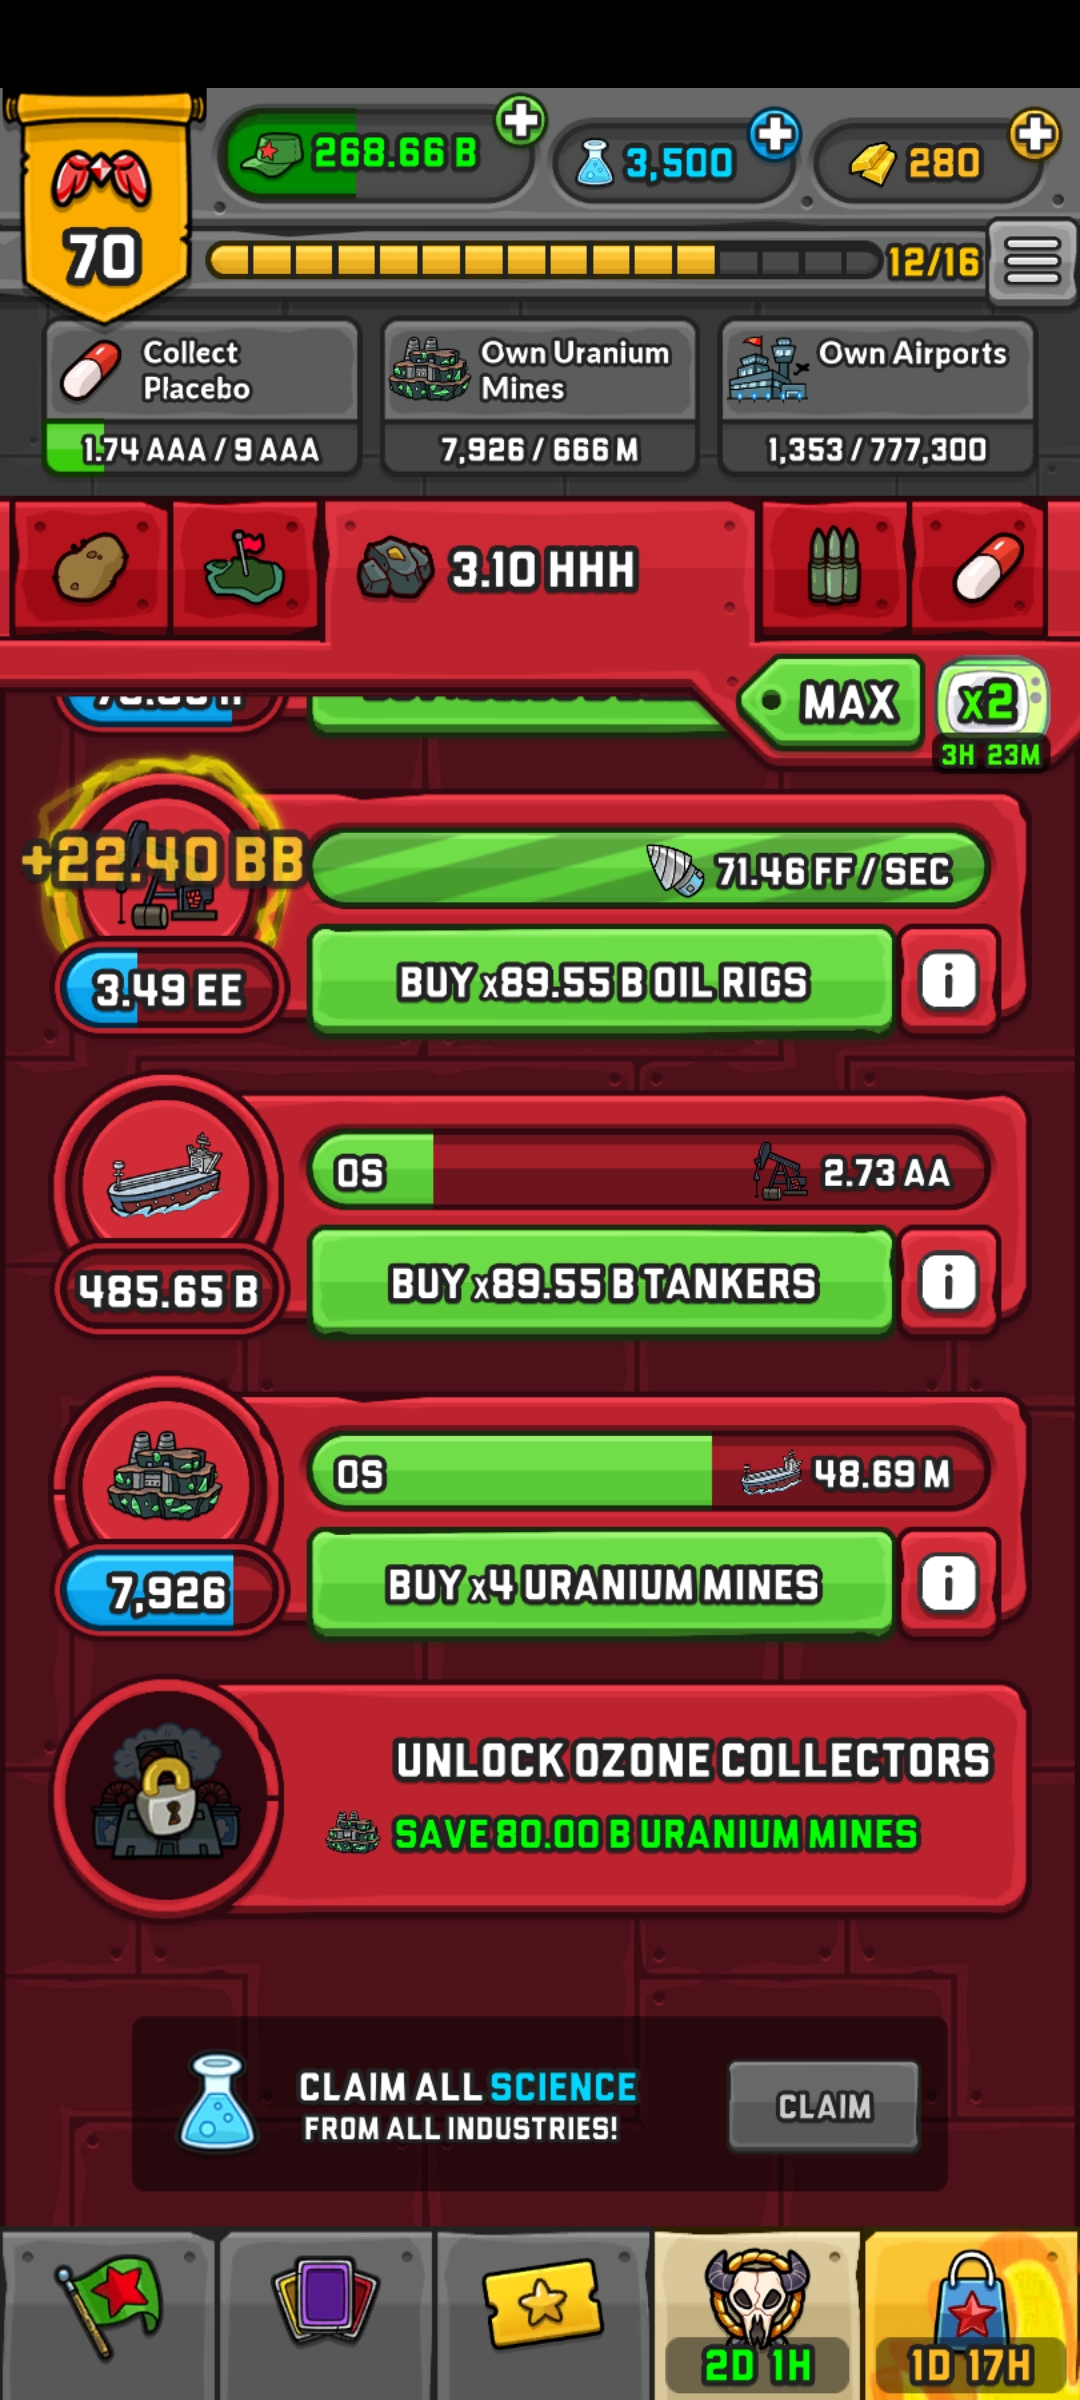 268.66 B
3,500
280
70
12/16
Collect
Placebo
Own Uranium
Mines
Own Airports
1.74 AAA / 9 AAA
7,926 / 666 M
1,353 / 777,300
3.10 HHH
MAX
x2
3H 23M
+22.40 BB
71.46 FF / SEC
3.49 EE
BUY x89.55 B OIL RIGS
i
0S
2.73 AA
485.65 B
BUY x89.55 B TANKERS
i
0S
48.69 M
7,926
BUY x4 URANIUM MINES
i
UNLOCK OZONE COLLECTORS
SAVE 80.00 B URANIUM MINES
CLAIM ALL SCIENCE
FROM ALL INDUSTRIES!
CLAIM
2D 1H
1D 17H